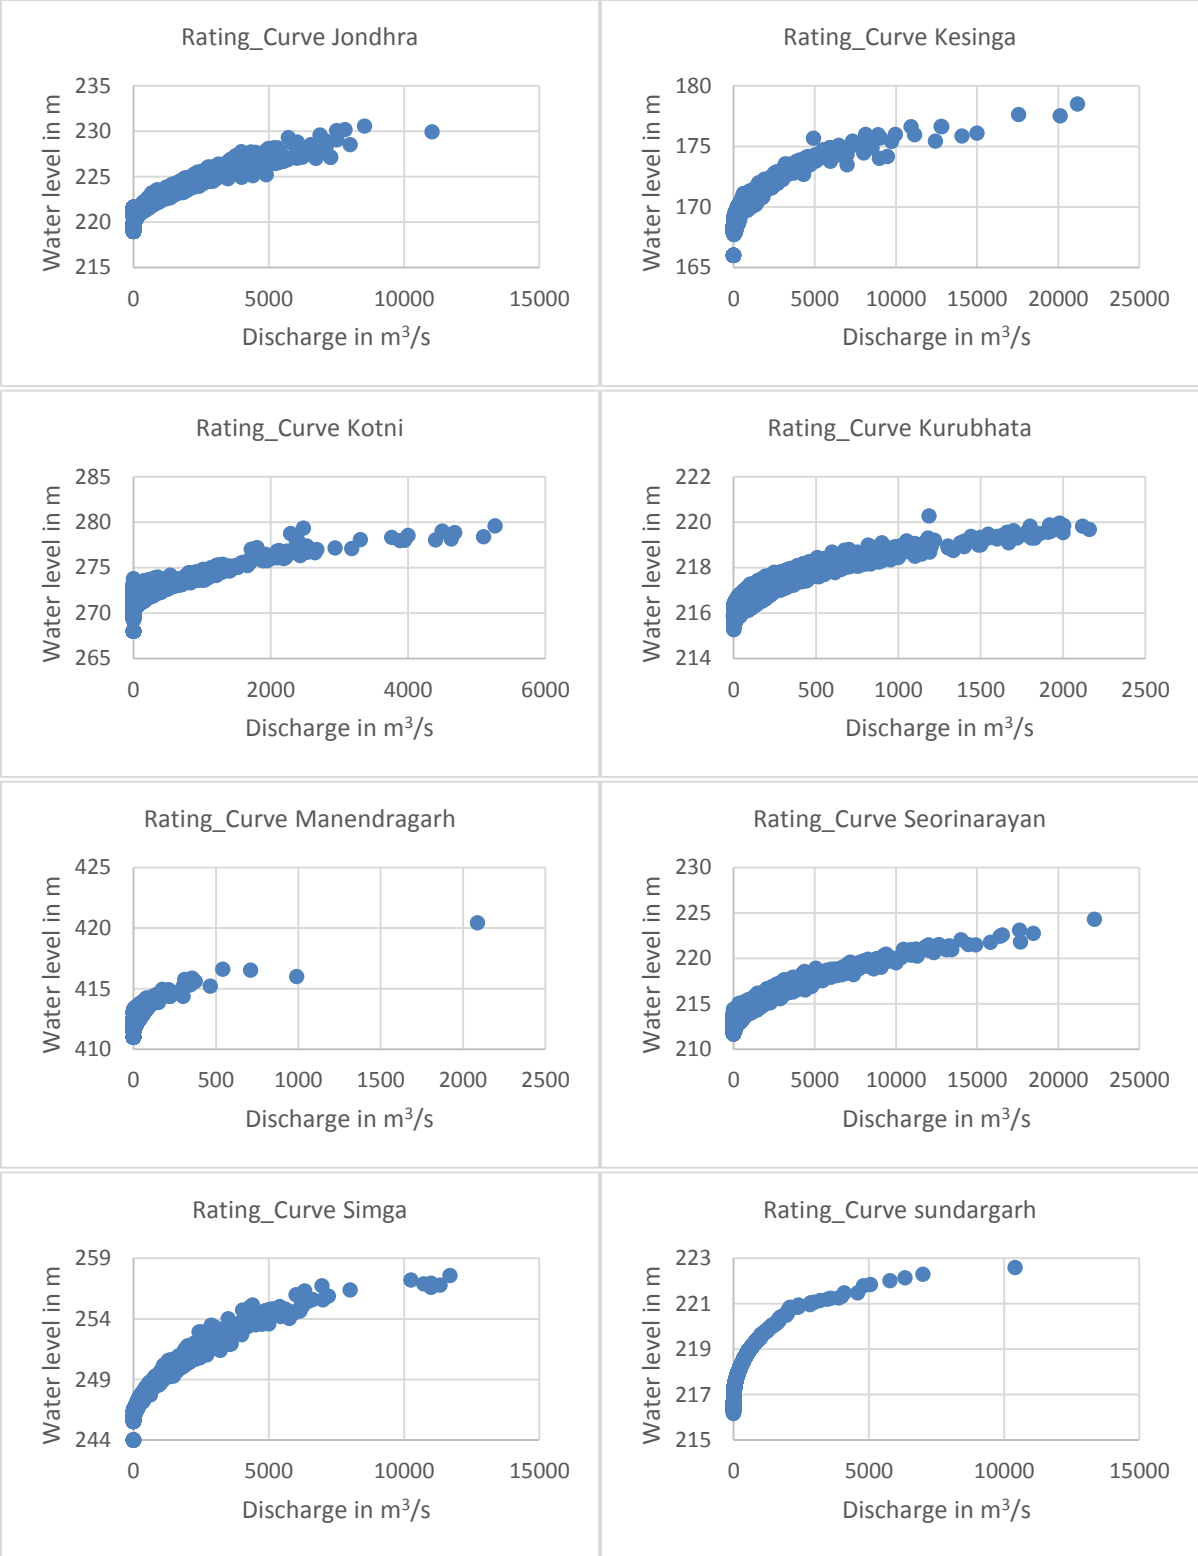 Rating_Curve Jondhra
Water level in m
235
230
225
220
215
0 5000 10000 15000
Discharge in m³/s
Rating_Curve Kesinga
Water level in m
180
175
170
165
0 5000 10000 15000 20000 25000
Discharge in m³/s
Rating_Curve Kotni
Water level in m
285
280
275
270
265
0 2000 4000 6000
Discharge in m³/s
Rating_Curve Kurubhata
Water level in m
222
220
218
216
214
0 500 1000 1500 2000 2500
Discharge in m³/s
Rating_Curve Manendragarh
Water level in m
425
420
415
410
0 500 1000 1500 2000 2500
Discharge in m³/s
Rating_Curve Seorinarayan
Water level in m
230
225
220
215
210
0 5000 10000 15000 20000 25000
Discharge in m³/s
Rating_Curve Simga
Water level in m
259
254
249
244
0 5000 10000 15000
Discharge in m³/s
Rating_Curve sundargarh
Water level in m
223
221
219
217
215
0 5000 10000 15000
Discharge in m³/s